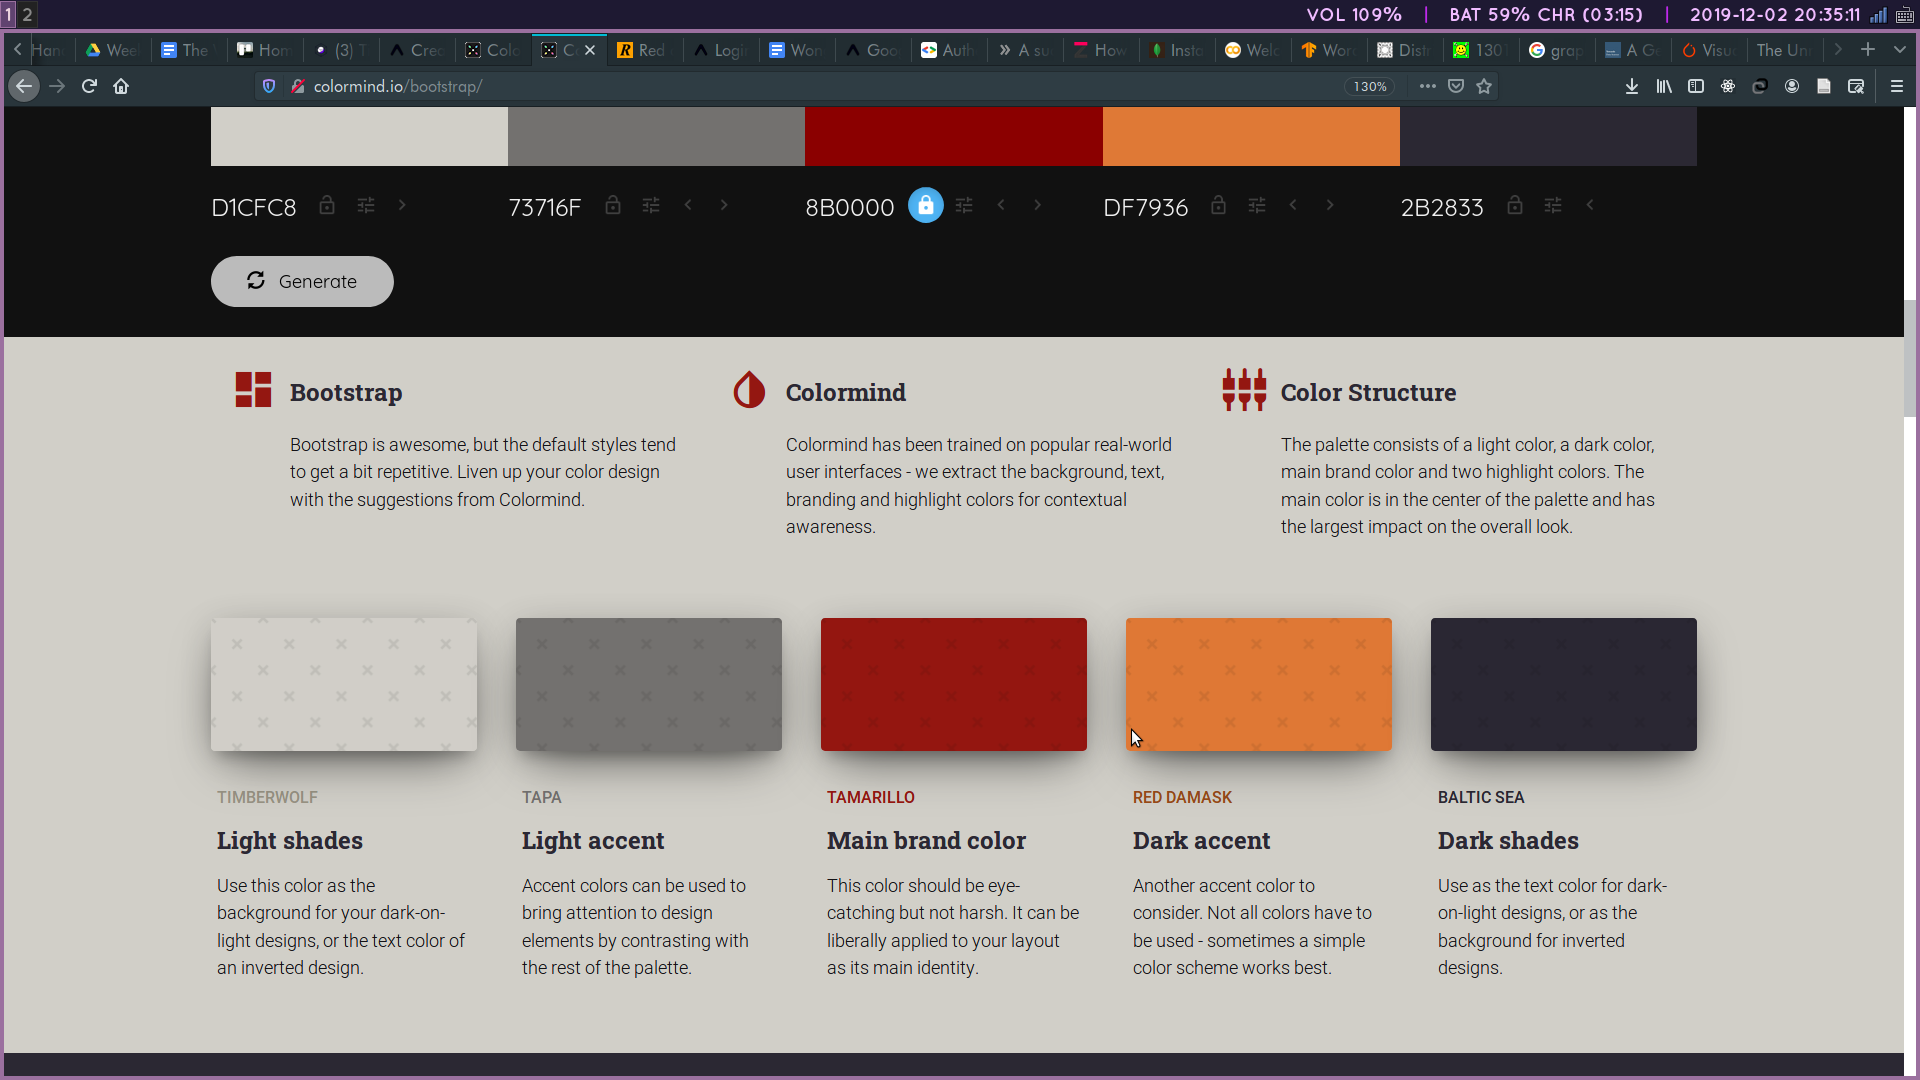 1 2 VOL 109% | BAT 59% CHR (03:15) | 2019-12-02 20:35:11
Wee The Hom (3) T Crea Colo C Red Login Won Goo Auth A su How Insta Welc Wor Distr 1301 grap A G Visu The Un
colormind.io/bootstrap/ 130%
D1CFC8 73716F 8B0000 DF7936 2B2833
Generate
Bootstrap
Bootstrap is awesome, but the default styles tend
to get a bit repetitive. Liven up your color design
with the suggestions from Colormind.
Colormind
Colormind has been trained on popular real-world
user interfaces - we extract the background, text,
branding and highlight colors for contextual
awareness.
Color Structure
The palette consists of a light color, a dark color,
main brand color and two highlight colors. The
main color is in the center of the palette and has
the largest impact on the overall look.
TIMBERWOLF
Light shades
Use this color as the
background for your dark-on-
light designs, or the text color of
an inverted design.
TAPA
Light accent
Accent colors can be used to
bring attention to design
elements by contrasting with
the rest of the palette.
TAMARILLO
Main brand color
This color should be eye-
catching but not harsh. It can be
liberally applied to your layout
as its main identity.
RED DAMASK
Dark accent
Another accent color to
consider. Not all colors have to
be used - sometimes a simple
color scheme works best.
BALTIC SEA
Dark shades
Use as the text color for dark-
on-light designs, or as the
background for inverted
designs.